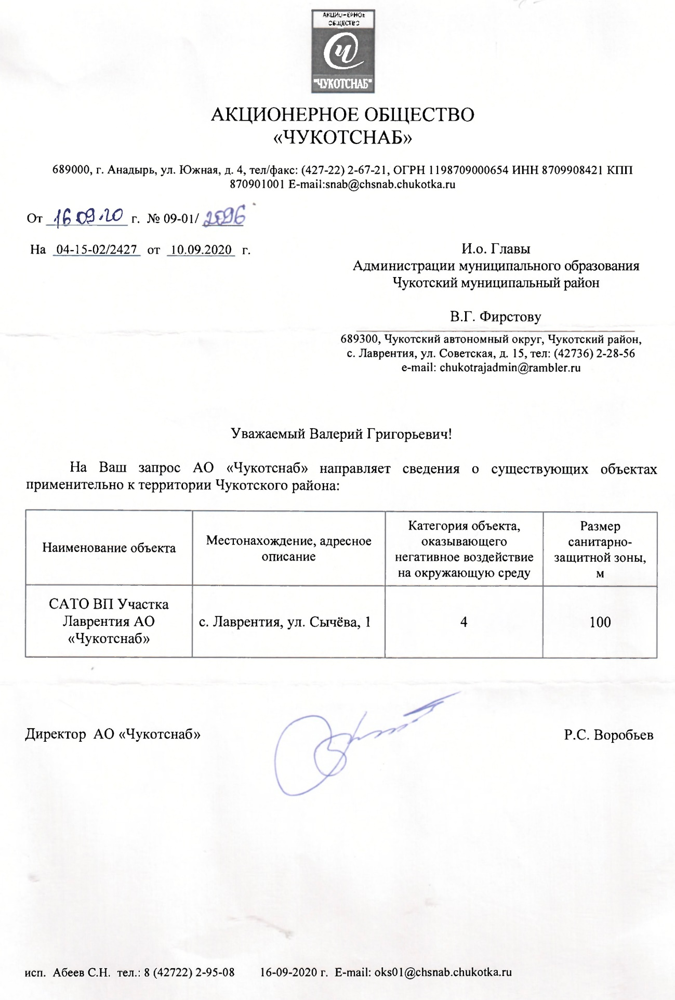 АКЦИОНЕРНОЕ
ОБЩЕСТВО
Ч
"ЧУКОТСНАБ"
АКЦИОНЕРНОЕ ОБЩЕСТВО
«ЧУКОТСНАБ»
689000, г. Анадырь, ул. Южная, д. 4, тел/факс: (427-22) 2-67-21, ОГРН 1198709000654 ИНН 8709908421 КПП
870901001 E-mail:snab@chsnab.chukotka.ru
От 16.09.20 г. № 09-01/ 2096
На 04-15-02/2427 от 10.09.2020 г.
И.о. Главы
Администрации муниципального образования
Чукотский муниципальный район
В.Г. Фирстову
689300, Чукотский автономный округ, Чукотский район,
с. Лаврентия, ул. Советская, д. 15, тел: (42736) 2-28-56
e-mail: chukotrajadmin@rambler.ru
Уважаемый Валерий Григорьевич!
На Ваш запрос АО «Чукотснаб» направляет сведения о существующих объектах
применительно к территории Чукотского района:
Наименование объекта
Местонахождение, адресное
описание
Категория объекта,
оказывающего
негативное воздействие
на окружающую среду
Размер
санитарно-
защитной зоны,
м
САТО ВП Участка
Лаврентия АО
«Чукотснаб»
с. Лаврентия, ул. Сычёва, 1
4
100
Директор АО «Чукотснаб»
Р.С. Воробьев
исп. Абеев С.Н. тел.: 8 (42722) 2-95-08 16-09-2020 г. E-mail: oks01@chsnab.chukotka.ru